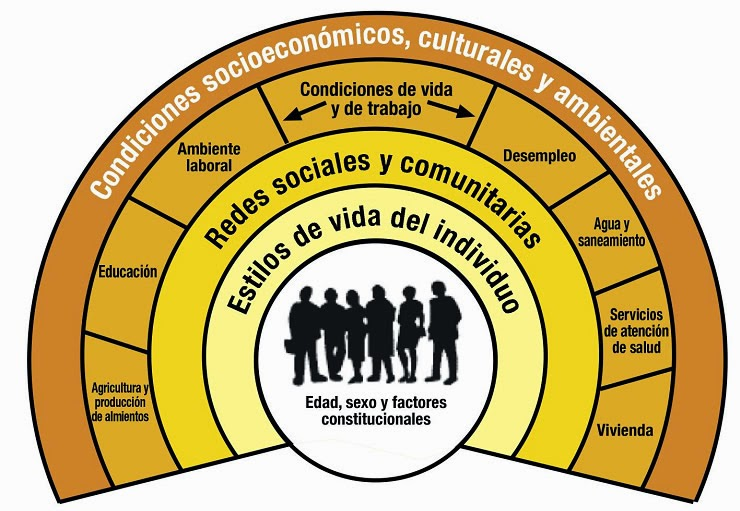 Condiciones socioeconómicos, culturales y ambientales
Condiciones de vida
y de trabajo
Ambiente
laboral
Desempleo
Redes sociales y comunitarias
Agua y
saneamiento
Estilos de vida del individuo
Educación
Servicios
de atención
de salud
Agricultura y
producción
de almientos
Edad, sexo y factores
constitucionales
Vivienda